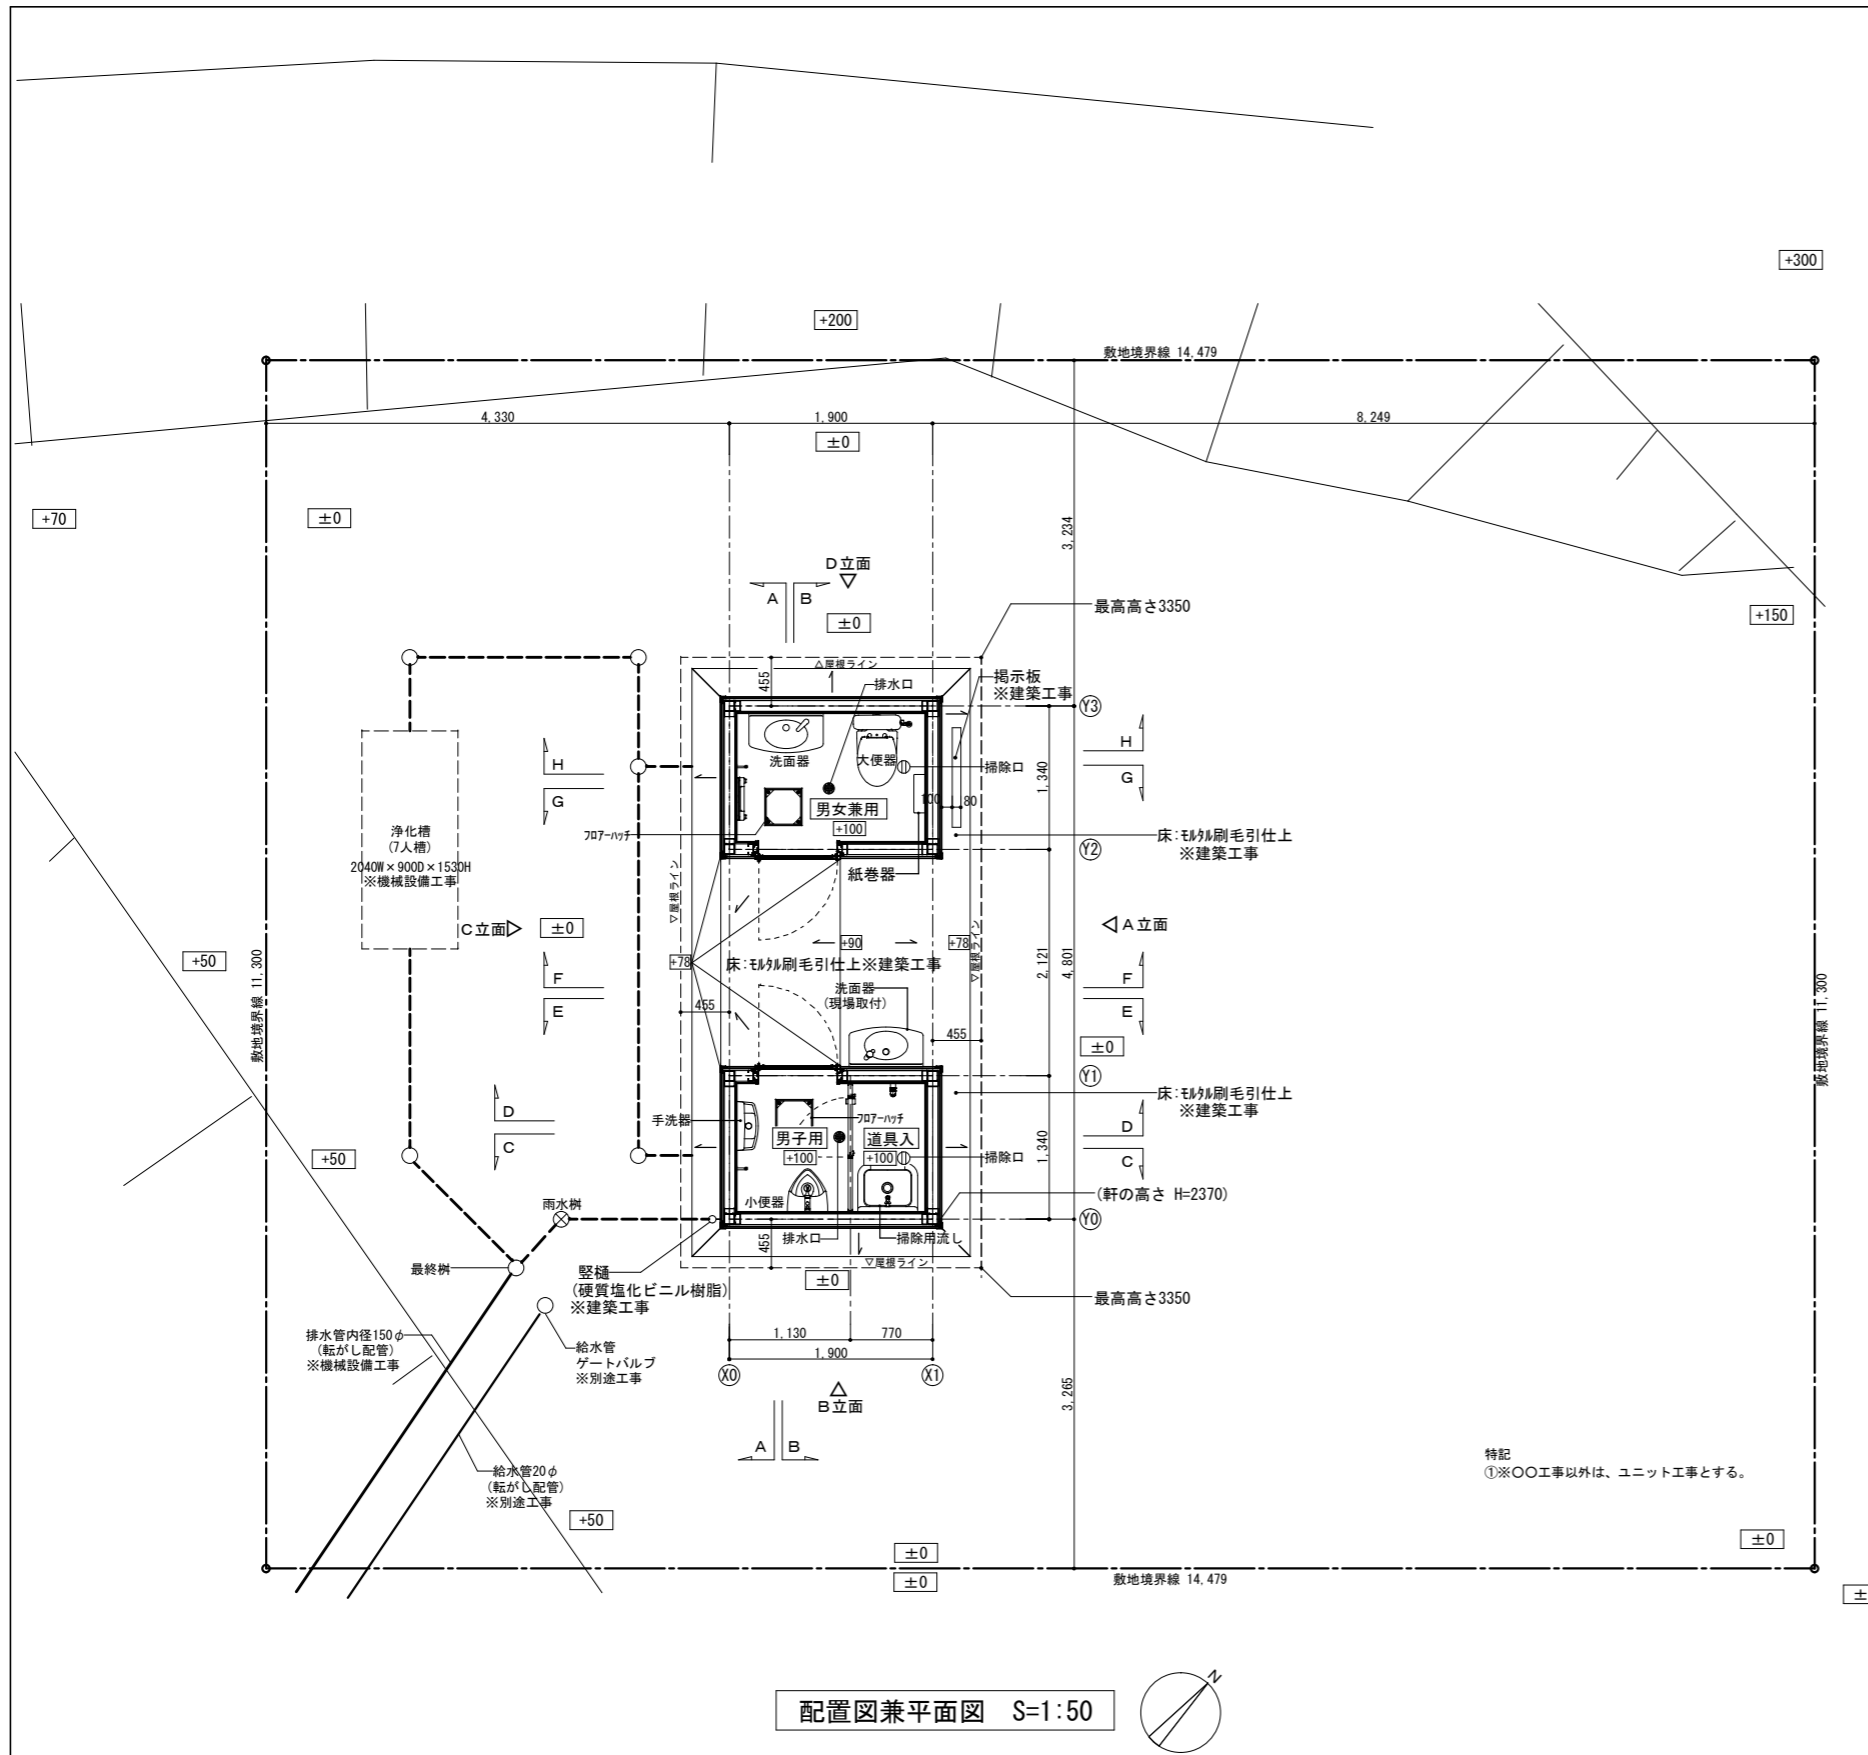 +300
+200
敷地境界線 14,479
4,330
1,900
8,249
±0
+70
±0
3,234
D立面
A
B
±0
最高高さ3350
+150
△屋根ライン
455
排水口
掲示板
※建築工事
Y3
H
G
H
G
洗面器
大便器
掃除口
1,340
100
80
男女兼用
+100
フロアーハッチ
浄化槽
(7人槽)
2040W×900D×1530H
※機械設備工事
床:モルタル刷毛引仕上
※建築工事
Y2
紙巻器
▽屋根ライン
C立面
±0
A立面
+90
+78
+78
床:モルタル刷毛引仕上※建築工事
▽屋根ライン
2,121
4,801
+50
F
E
F
E
洗面器
(現場取付)
455
455
敷地境界線 11,300
敷地境界線 11,300
±0
Y1
床:モルタル刷毛引仕上
※建築工事
D
C
D
C
手洗器
フロアーハッチ
男子用
道具入
+100
+100
掃除口
1,340
+50
小便器
(軒の高さ H=2370)
雨水桝
Y0
排水口
掃除用流し
455
▽屋根ライン
最終桝
竪樋
(硬質塩化ビニル樹脂)
※建築工事
±0
最高高さ3350
排水管内径150φ
(転がし配管)
※機械設備工事
給水管
ゲートバルブ
※別途工事
1,130
770
1,900
X0
X1
B立面
3,265
A
B
特記
①※〇〇工事以外は、ユニット工事とする。
給水管20φ
(転がし配管)
※別途工事
+50
±0
±0
±0
敷地境界線 14,479
±
配置図兼平面図 S=1:50
N